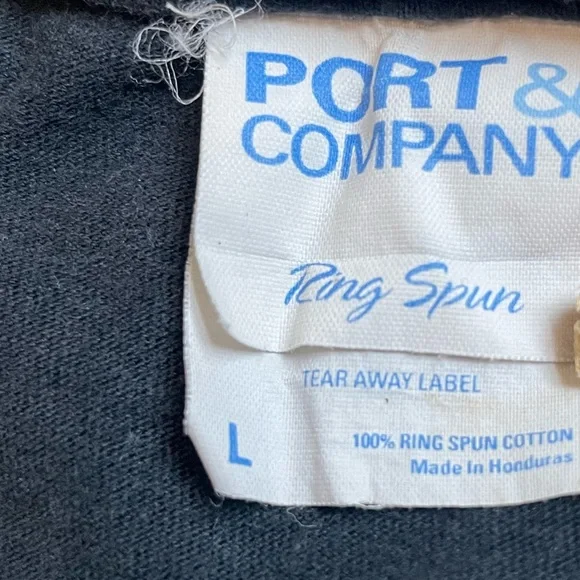 PORT &
COMPANY
Ring Spun
TEAR AWAY LABEL
L
100% RING SPUN COTTON
Made In Honduras